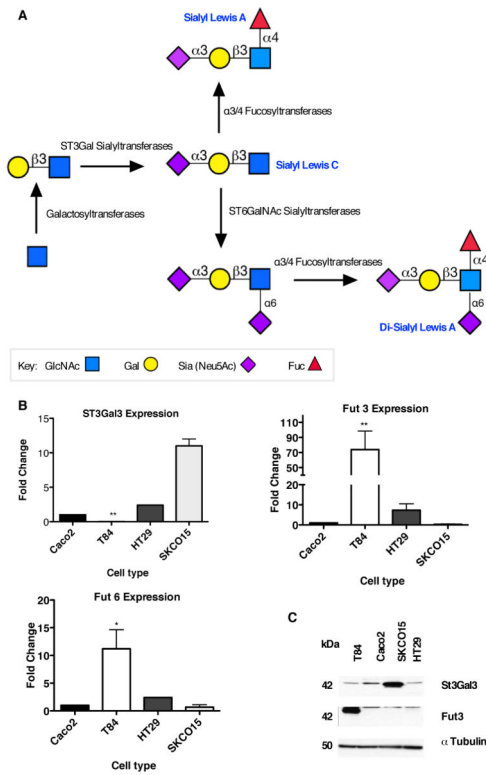 A
Sialyl Lewis A
α4
α3 β3
α3/4 Fucosyltransferases
β3
ST3Gal Sialyltransferases
α3 β3
Sialyl Lewis C
Galactosyltransferases
ST6GalNAc Sialyltransferases
α3 β3
α6
α3/4 Fucosyltransferases
α4
α3 β3
α6
Di-Sialyl Lewis A
Key: GlcNAc Gal Sia (Neu5Ac) Fuc
B
ST3Gal3 Expression
Fold Change
15
10
5
0
**
Caco2 T84 HT29 SKCO15
Cell type
Fut 3 Expression
Fold Change
110
90
70
50
30
10
20
10
0
**
Caco2 T84 HT29 SKCO15
Cell type
Fut 6 Expression
Fold Change
20
15
10
5
0
*
Caco2 T84 HT29 SKCO15
Cell type
C
kDa T84 Caco2 SKCO15 HT29
42 St3Gal3
42 Fut3
50 α Tubulin